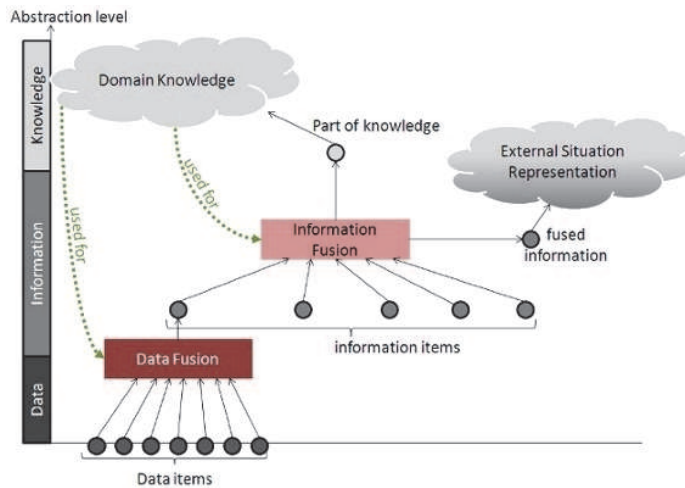 Abstraction level
Knowledge
Domain Knowledge
Part of knowledge
External Situation
Representation
used for
used for
Information
Information
Fusion
fused
information
information items
Data Fusion
Data
Data items